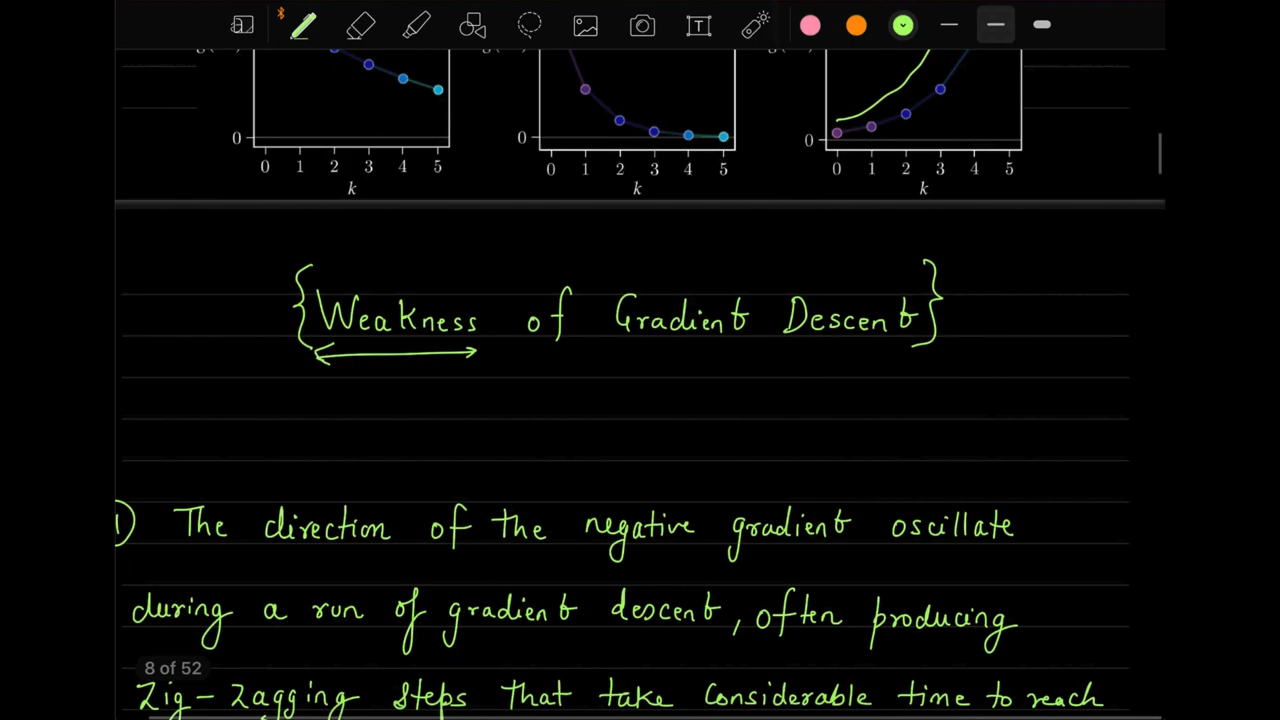 T
0 0 0
0 1 2 3 4 5 0 1 2 3 4 5 0 1 2 3 4 5
k k k
{Weakness of Gradient Descent}
1) The direction of the negative gradient oscillate
during a run of gradient descent, often producing
8 of 52
Zig-Zagging steps that take considerable time to reach